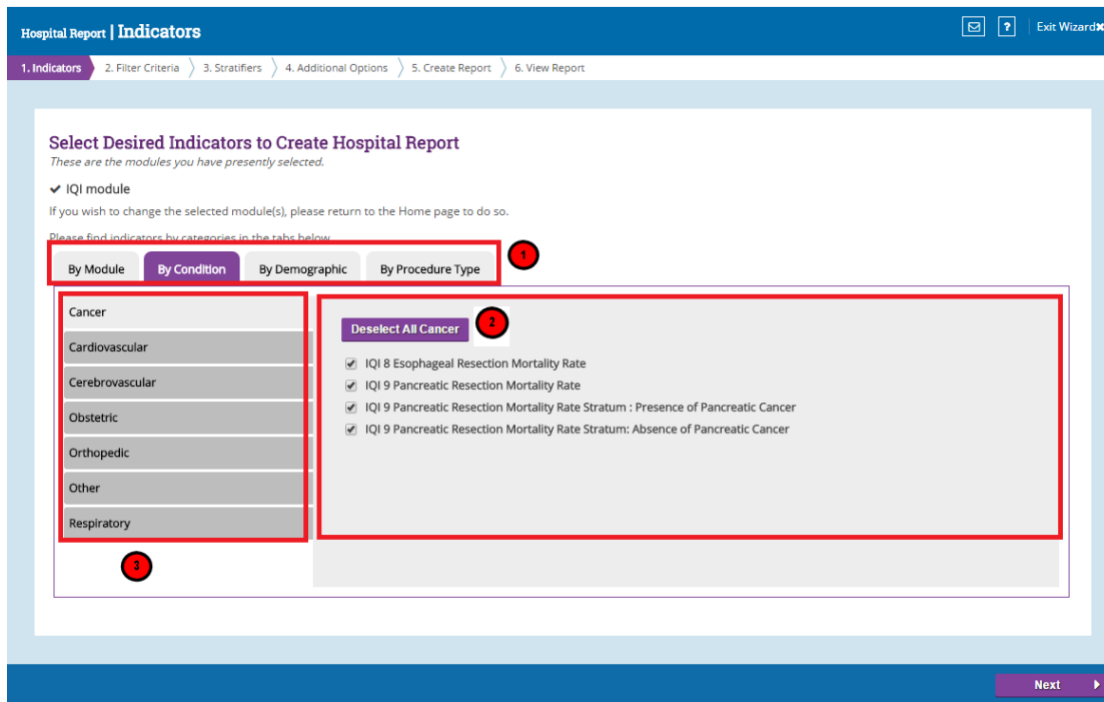 Hospital Report | Indicators
? Exit Wizard✖
1. Indicators 2. Filter Criteria 3. Stratifiers 4. Additional Options 5. Create Report 6. View Report
Select Desired Indicators to Create Hospital Report
These are the modules you have presently selected.
✔ IQI module
If you wish to change the selected module(s), please return to the Home page to do so.
Please find indicators by categories in the tabs below
1
By Module By Condition By Demographic By Procedure Type
Cancer
Cardiovascular
Cerebrovascular
Obstetric
Orthopedic
Other
Respiratory
3
Deselect All Cancer 2
IQI 8 Esophageal Resection Mortality Rate
IQI 9 Pancreatic Resection Mortality Rate
IQI 9 Pancreatic Resection Mortality Rate Stratum : Presence of Pancreatic Cancer
IQI 9 Pancreatic Resection Mortality Rate Stratum: Absence of Pancreatic Cancer
Next